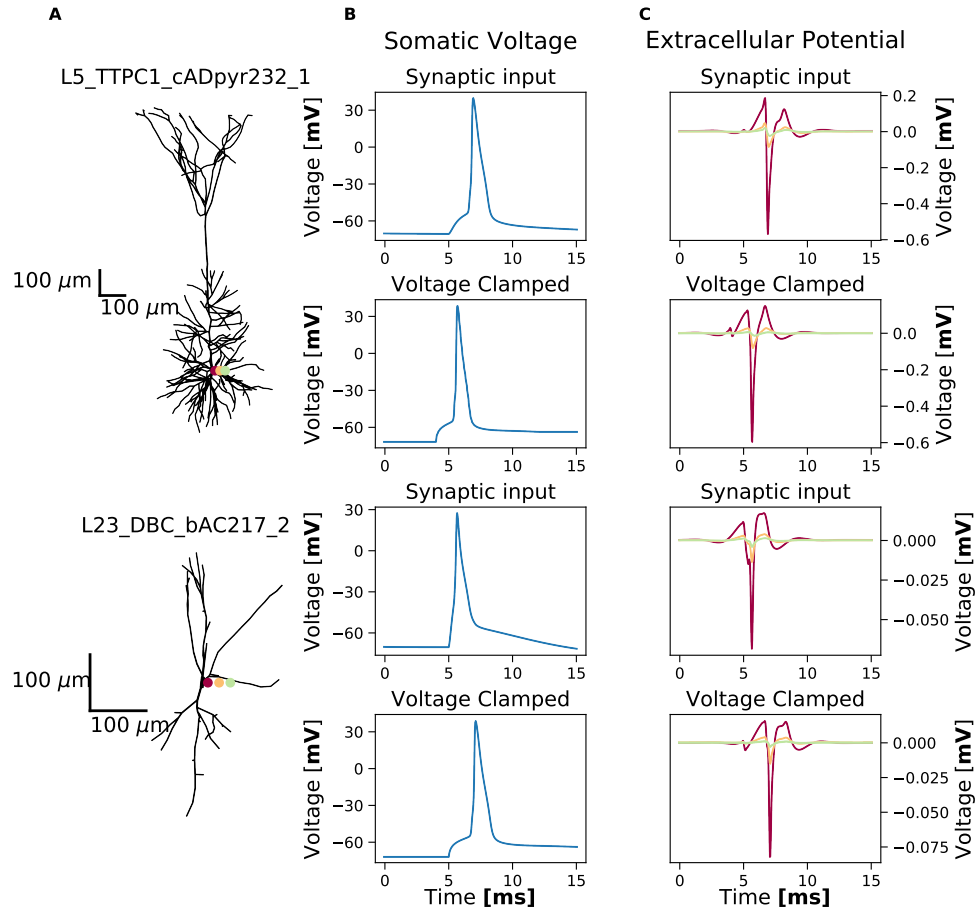 A
B
C
Somatic Voltage
Extracellular Potential
L5_TTPC1_cADpyr232_1
100 µm
100 µm
Synaptic input
Voltage [mV]
30
0
−30
−60
0 5 10 15
Synaptic input
Voltage [mV]
0.2
0.0
−0.2
−0.4
−0.6
0 5 10 15
Voltage Clamped
Voltage [mV]
30
0
−30
−60
0 5 10 15
Voltage Clamped
Voltage [mV]
0.0
−0.2
−0.4
−0.6
0 5 10 15
L23_DBC_bAC217_2
100 µm
100 µm
Synaptic input
Voltage [mV]
30
0
−30
−60
0 5 10 15
Synaptic input
Voltage [mV]
0.000
−0.025
−0.050
0 5 10 15
Voltage Clamped
Voltage [mV]
30
0
−30
−60
0 5 10 15
Time [ms]
Voltage Clamped
Voltage [mV]
0.000
−0.025
−0.050
−0.075
0 5 10 15
Time [ms]